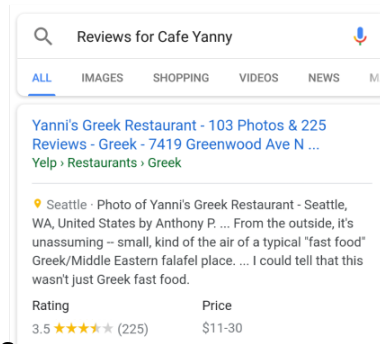 Reviews for Cafe Yanny
ALL IMAGES SHOPPING VIDEOS NEWS M
Yanni's Greek Restaurant - 103 Photos & 225
Reviews - Greek - 7419 Greenwood Ave N ...
Yelp › Restaurants › Greek
Seattle · Photo of Yanni's Greek Restaurant - Seattle,
WA, United States by Anthony P. ... From the outside, it's
unassuming -- small, kind of the air of a typical "fast food"
Greek/Middle Eastern falafel place. ... I could tell that this
wasn't just Greek fast food.
Rating Price
3.5 ★★★★★ (225) $11-30